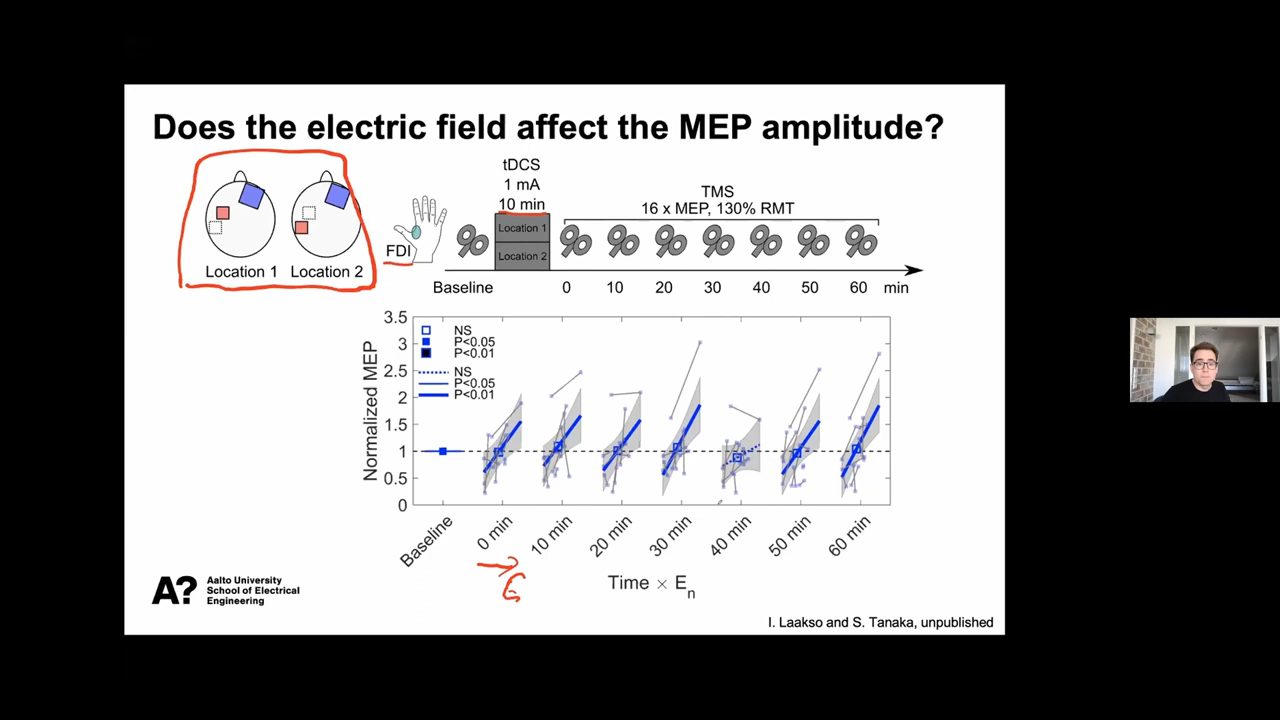 Does the electric field affect the MEP amplitude?
Location 1
Location 2
FDI
tDCS
1 mA
10 min
Location 1
Location 2
TMS
16 x MEP, 130% RMT
Baseline
0
10
20
30
40
50
60
min
Normalized MEP
3.5
3
2.5
2
1.5
1
0.5
0
NS
P<0.05
P<0.01
NS
P<0.05
P<0.01
Baseline
0 min
10 min
20 min
30 min
40 min
50 min
60 min
E
Time × En
A?
Aalto University
School of Electrical
Engineering
I. Laakso and S. Tanaka, unpublished